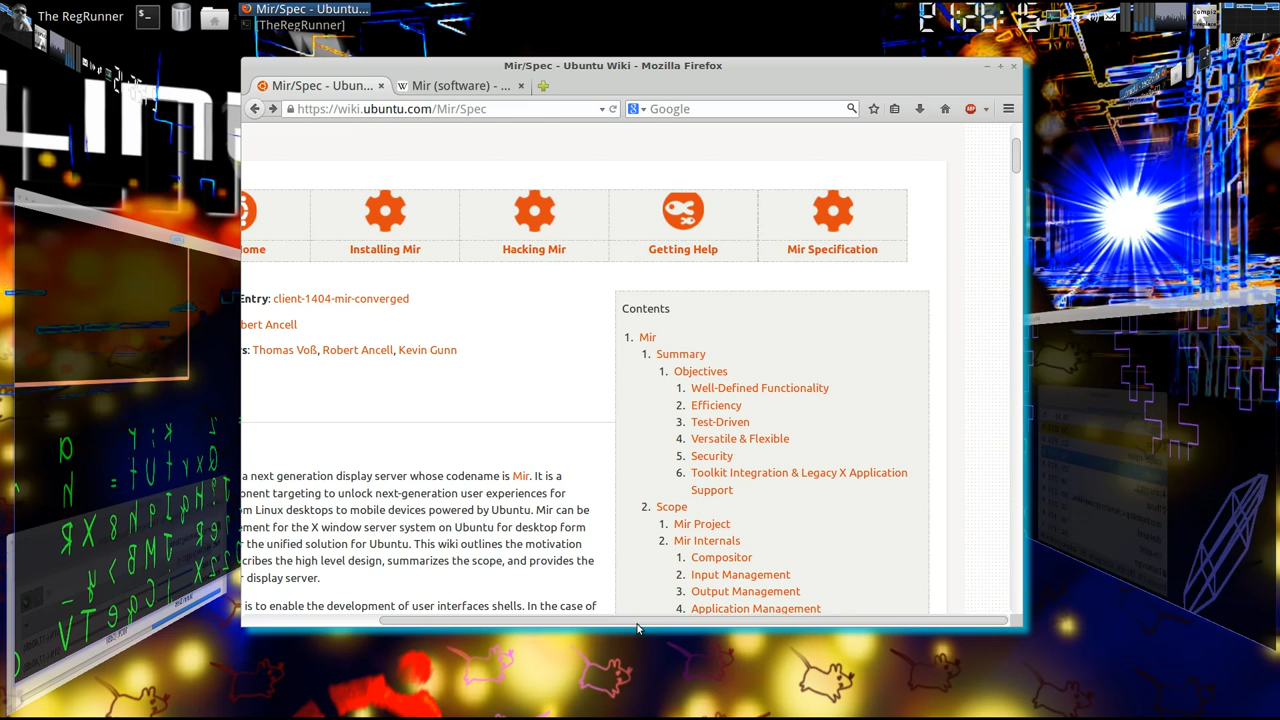 The RegRunner
Mir/Spec - Ubuntu...
[TheRegRunner]
Mir/Spec - Ubuntu Wiki - Mozilla Firefox
Mir/Spec - Ubun...
Mir (software) - ...
https://wiki.ubuntu.com/Mir/Spec
Google
ome
Installing Mir
Hacking Mir
Getting Help
Mir Specification
Entry: client-1404-mir-converged
bert Ancell
s: Thomas Voß, Robert Ancell, Kevin Gunn
Contents
1. Mir
1. Summary
1. Objectives
1. Well-Defined Functionality
2. Efficiency
3. Test-Driven
4. Versatile & Flexible
5. Security
6. Toolkit Integration & Legacy X Application
Support
2. Scope
1. Mir Project
2. Mir Internals
1. Compositor
2. Input Management
3. Output Management
4. Application Management
a next generation display server whose codename is Mir. It is a
onent targeting to unlock next-generation user experiences for
m Linux desktops to mobile devices powered by Ubuntu. Mir can be
ement for the X window server system on Ubuntu for desktop form
the unified solution for Ubuntu. This wiki outlines the motivation
cribes the high level design, summarizes the scope, and provides the
r display server.
is to enable the development of user interfaces shells. In the case of